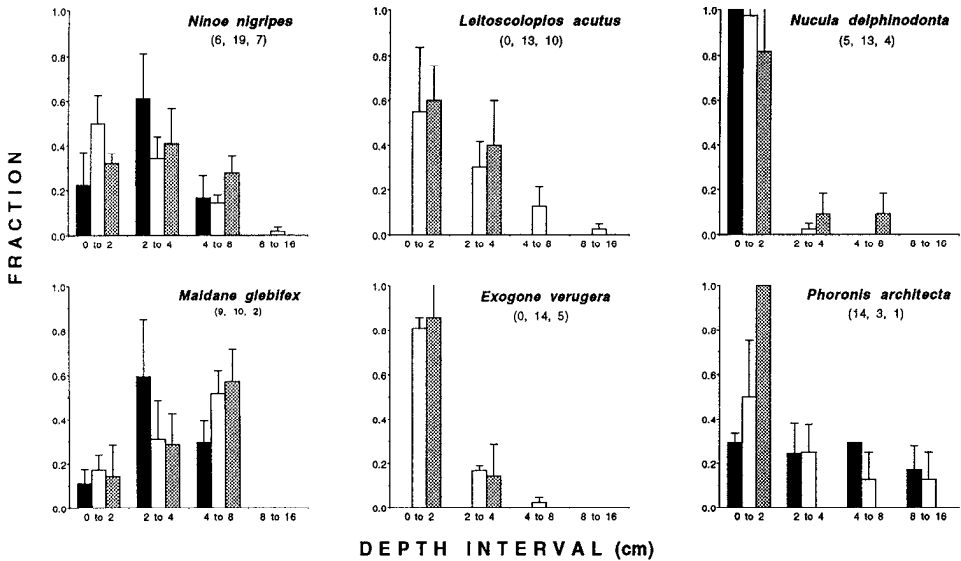 Ninoe nigripes
(6, 19, 7)
1.0
0.8
0.6
0.4
0.2
0.0
0 to 2 2 to 4 4 to 8 8 to 16
Leitoscolopios acutus
(0, 13, 10)
1.0
0.8
0.6
0.4
0.2
0.0
0 to 2 2 to 4 4 to 8 8 to 16
Nucula delphinodonta
(5, 13, 4)
1.0
0.8
0.6
0.4
0.2
0.0
0 to 2 2 to 4 4 to 8 8 to 16
FRACTION
Maldane glebifex
(9, 10, 2)
1.0
0.8
0.6
0.4
0.2
0.0
0 to 2 2 to 4 4 to 8 8 to 16
Exogone verugera
(0, 14, 5)
1.0
0.8
0.6
0.4
0.2
0.0
0 to 2 2 to 4 4 to 8 8 to 16
Phoronis architecta
(14, 3, 1)
1.0
0.8
0.6
0.4
0.2
0.0
0 to 2 2 to 4 4 to 8 8 to 16
DEPTH INTERVAL (cm)